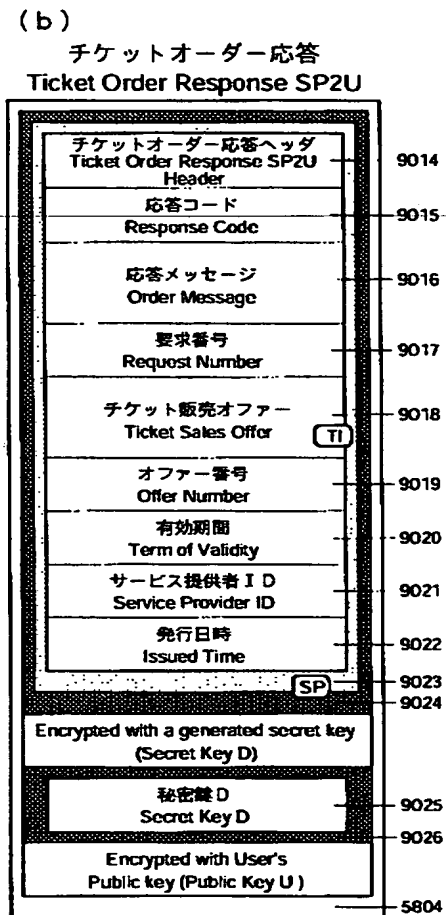 (b)
チケットオーダー応答
Ticket Order Response SP2U
チケットオーダー応答ヘッダ
Ticket Order Response SP2U
Header
9014
応答コード
Response Code
9015
応答メッセージ
Order Message
9016
要求番号
Request Number
9017
チケット販売オファー
Ticket Sales Offer
TI
9018
オファー番号
Offer Number
9019
有効期間
Term of Validity
9020
サービス提供者ID
Service Provider ID
9021
発行日時
Issued Time
9022
SP
9023
9024
Encrypted with a generated secret key
(Secret Key D)
秘密鍵D
Secret Key D
9025
9026
Encrypted with User's
Public key (Public Key U)
5804